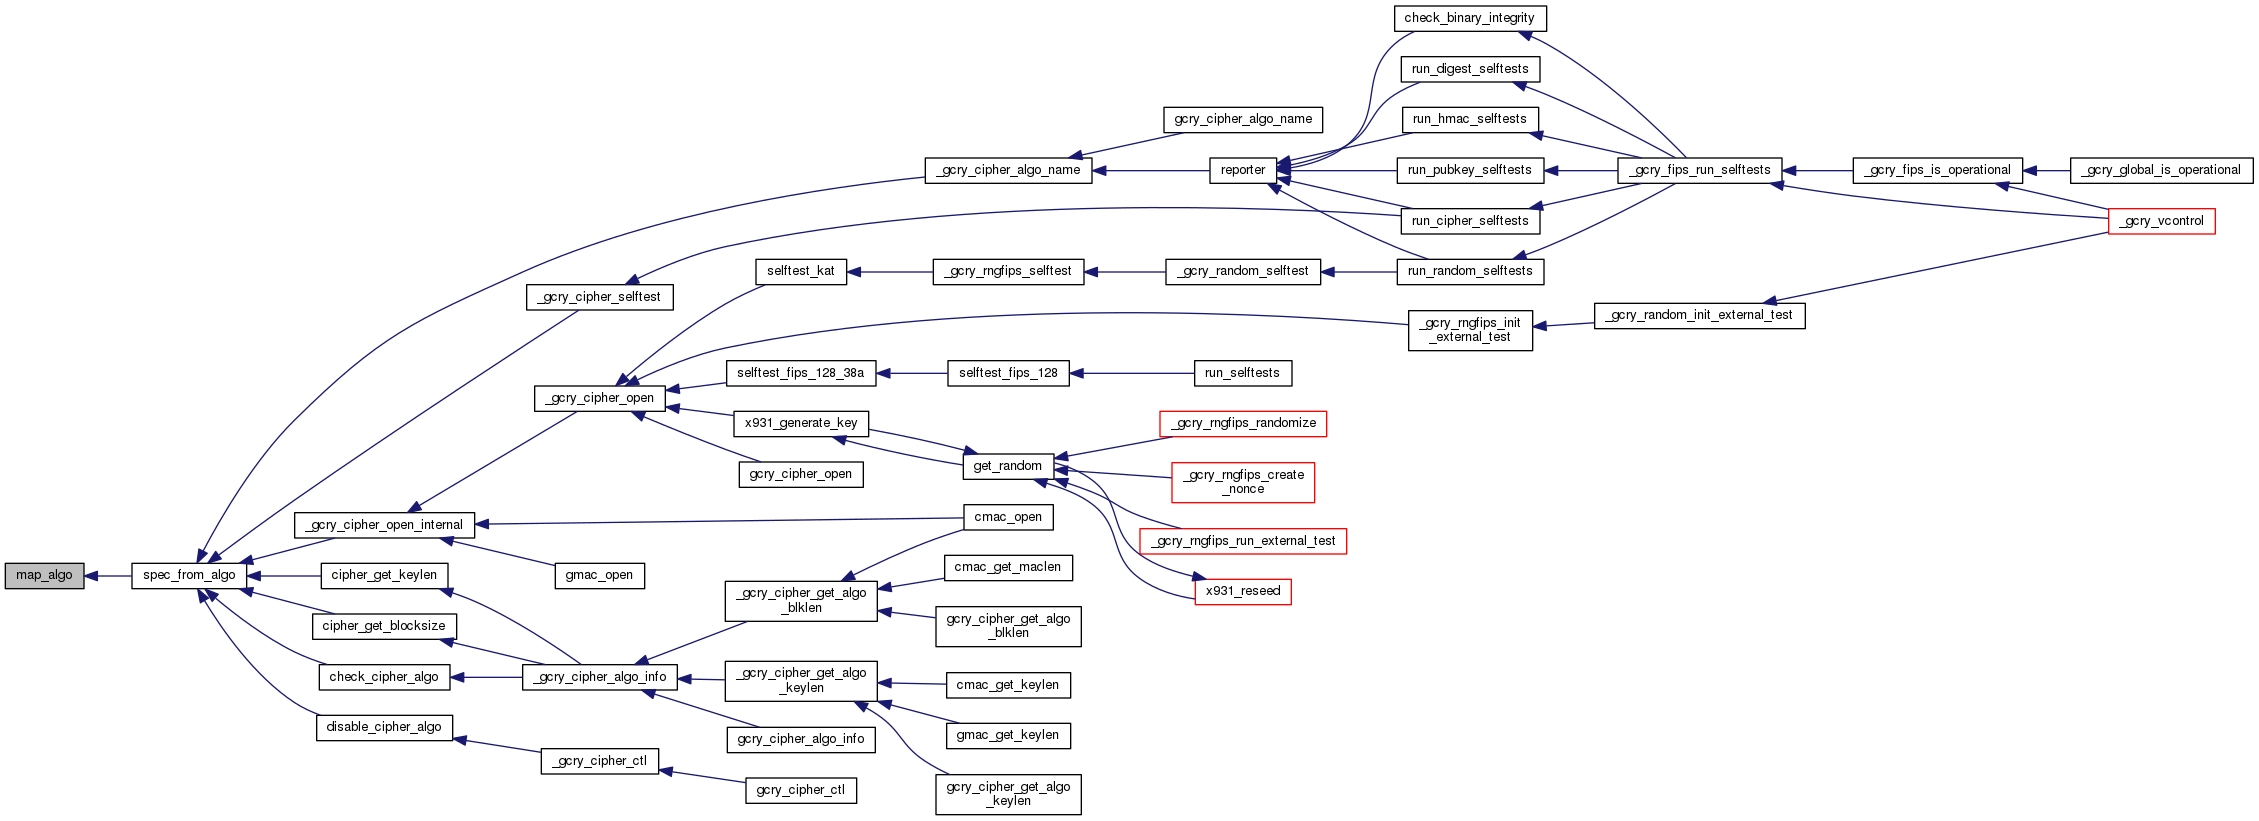 check_binary_integrity
run_digest_selftests
gcry_cipher_algo_name
run_hmac_selftests
_gcry_cipher_algo_name
reporter
run_pubkey_selftests
_gcry_fips_run_selftests
_gcry_fips_is_operational
_gcry_global_is_operational
run_cipher_selftests
_gcry_vcontrol
selftest_kat
_gcry_rngfips_selftest
_gcry_random_selftest
run_random_selftests
_gcry_cipher_selftest
_gcry_random_init_external_test
_gcry_rngfips_init
_external_test
selftest_fips_128_38a
selftest_fips_128
run_selftests
_gcry_cipher_open
x931_generate_key
_gcry_rngfips_randomize
get_random
gcry_cipher_open
_gcry_rngfips_create
_nonce
_gcry_cipher_open_internal
cmac_open
_gcry_rngfips_run_external_test
map_algo
spec_from_algo
cipher_get_keylen
gmac_open
cmac_get_maclen
x931_reseed
_gcry_cipher_get_algo
_blklen
cipher_get_blocksize
gcry_cipher_get_algo
_blklen
check_cipher_algo
_gcry_cipher_algo_info
_gcry_cipher_get_algo
_keylen
cmac_get_keylen
disable_cipher_algo
gcry_cipher_algo_info
gmac_get_keylen
_gcry_cipher_ctl
gcry_cipher_ctl
gcry_cipher_get_algo
_keylen